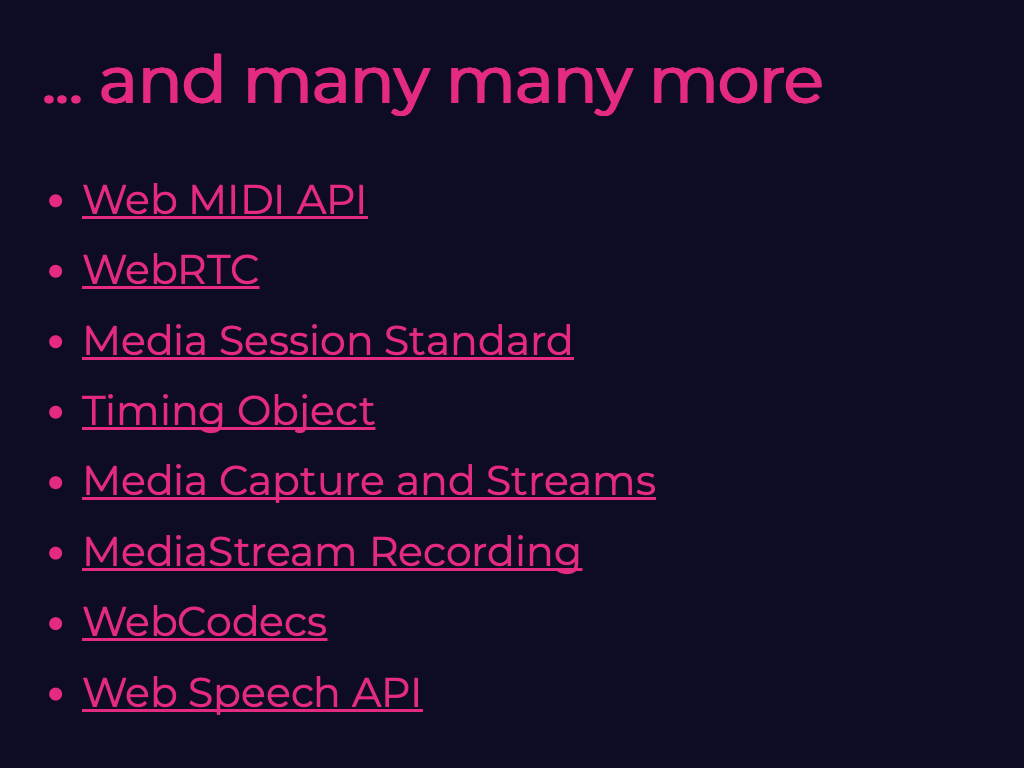 ... and many many more
• Web MIDI API
• WebRTC
• Media Session Standard
• Timing Object
• Media Capture and Streams
• MediaStream Recording
• WebCodecs
• Web Speech API